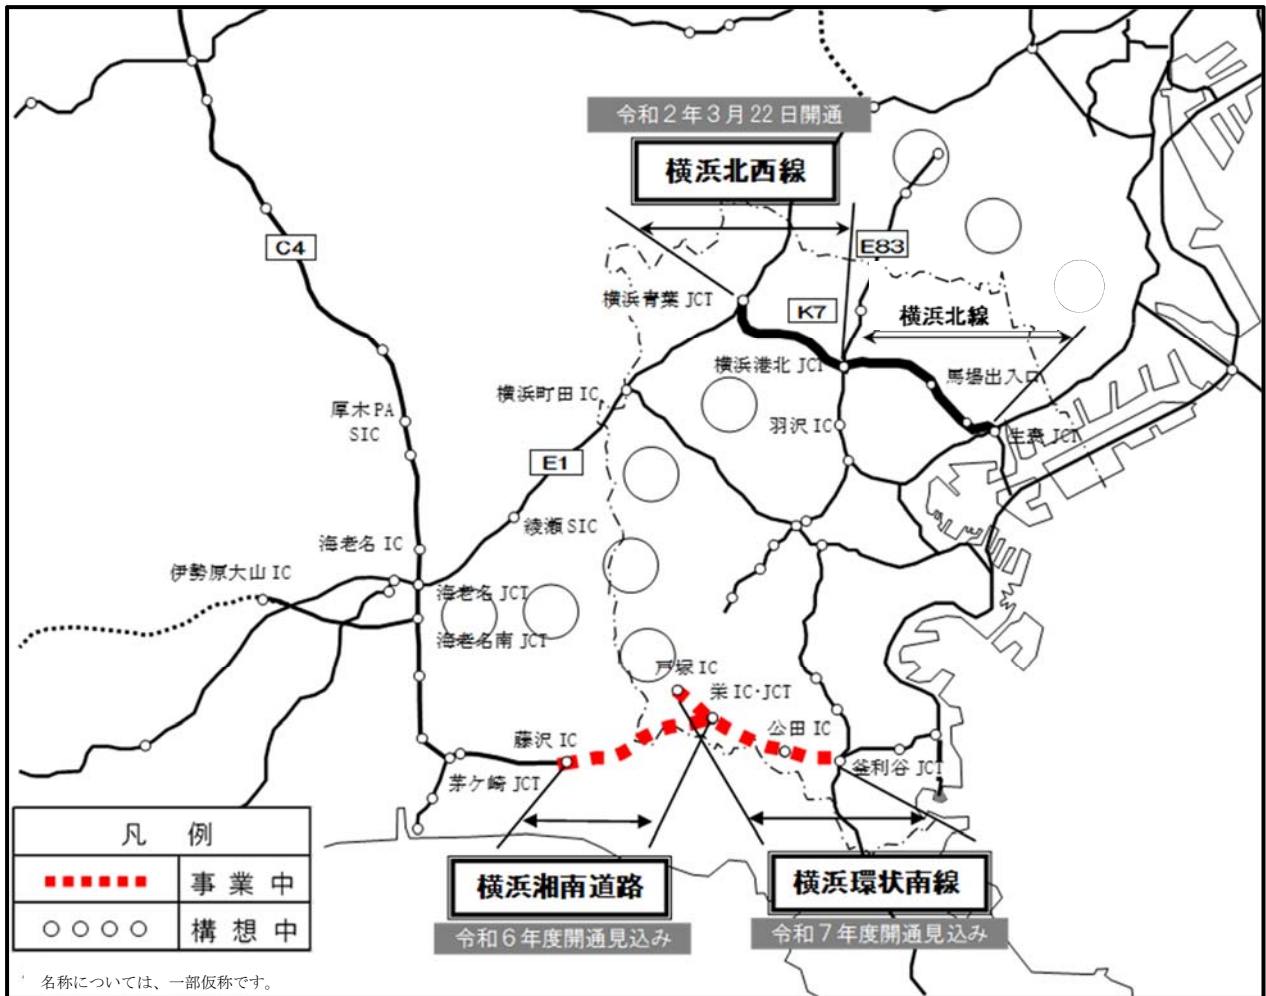 令和2年3月22日開通
横浜北西線
C4
E83
横浜青葉 JCT
K7
横浜北線
横浜港北 JCT
馬場出入口
横浜町田 IC
厚木PA
SIC
羽沢 IC
生麦 JCT
E1
綾瀬 SIC
海老名 IC
伊勢原大山 IC
海老名 JCT
海老名南 JCT
戸塚 IC
栄 IC・JCT
公田 IC
藤沢 IC
釜利谷 JCT
茅ケ崎 JCT
凡 例
事 業 中
構 想 中
横浜湘南道路
令和6年度開通見込み
横浜環状南線
令和7年度開通見込み
名称については、一部仮称です。